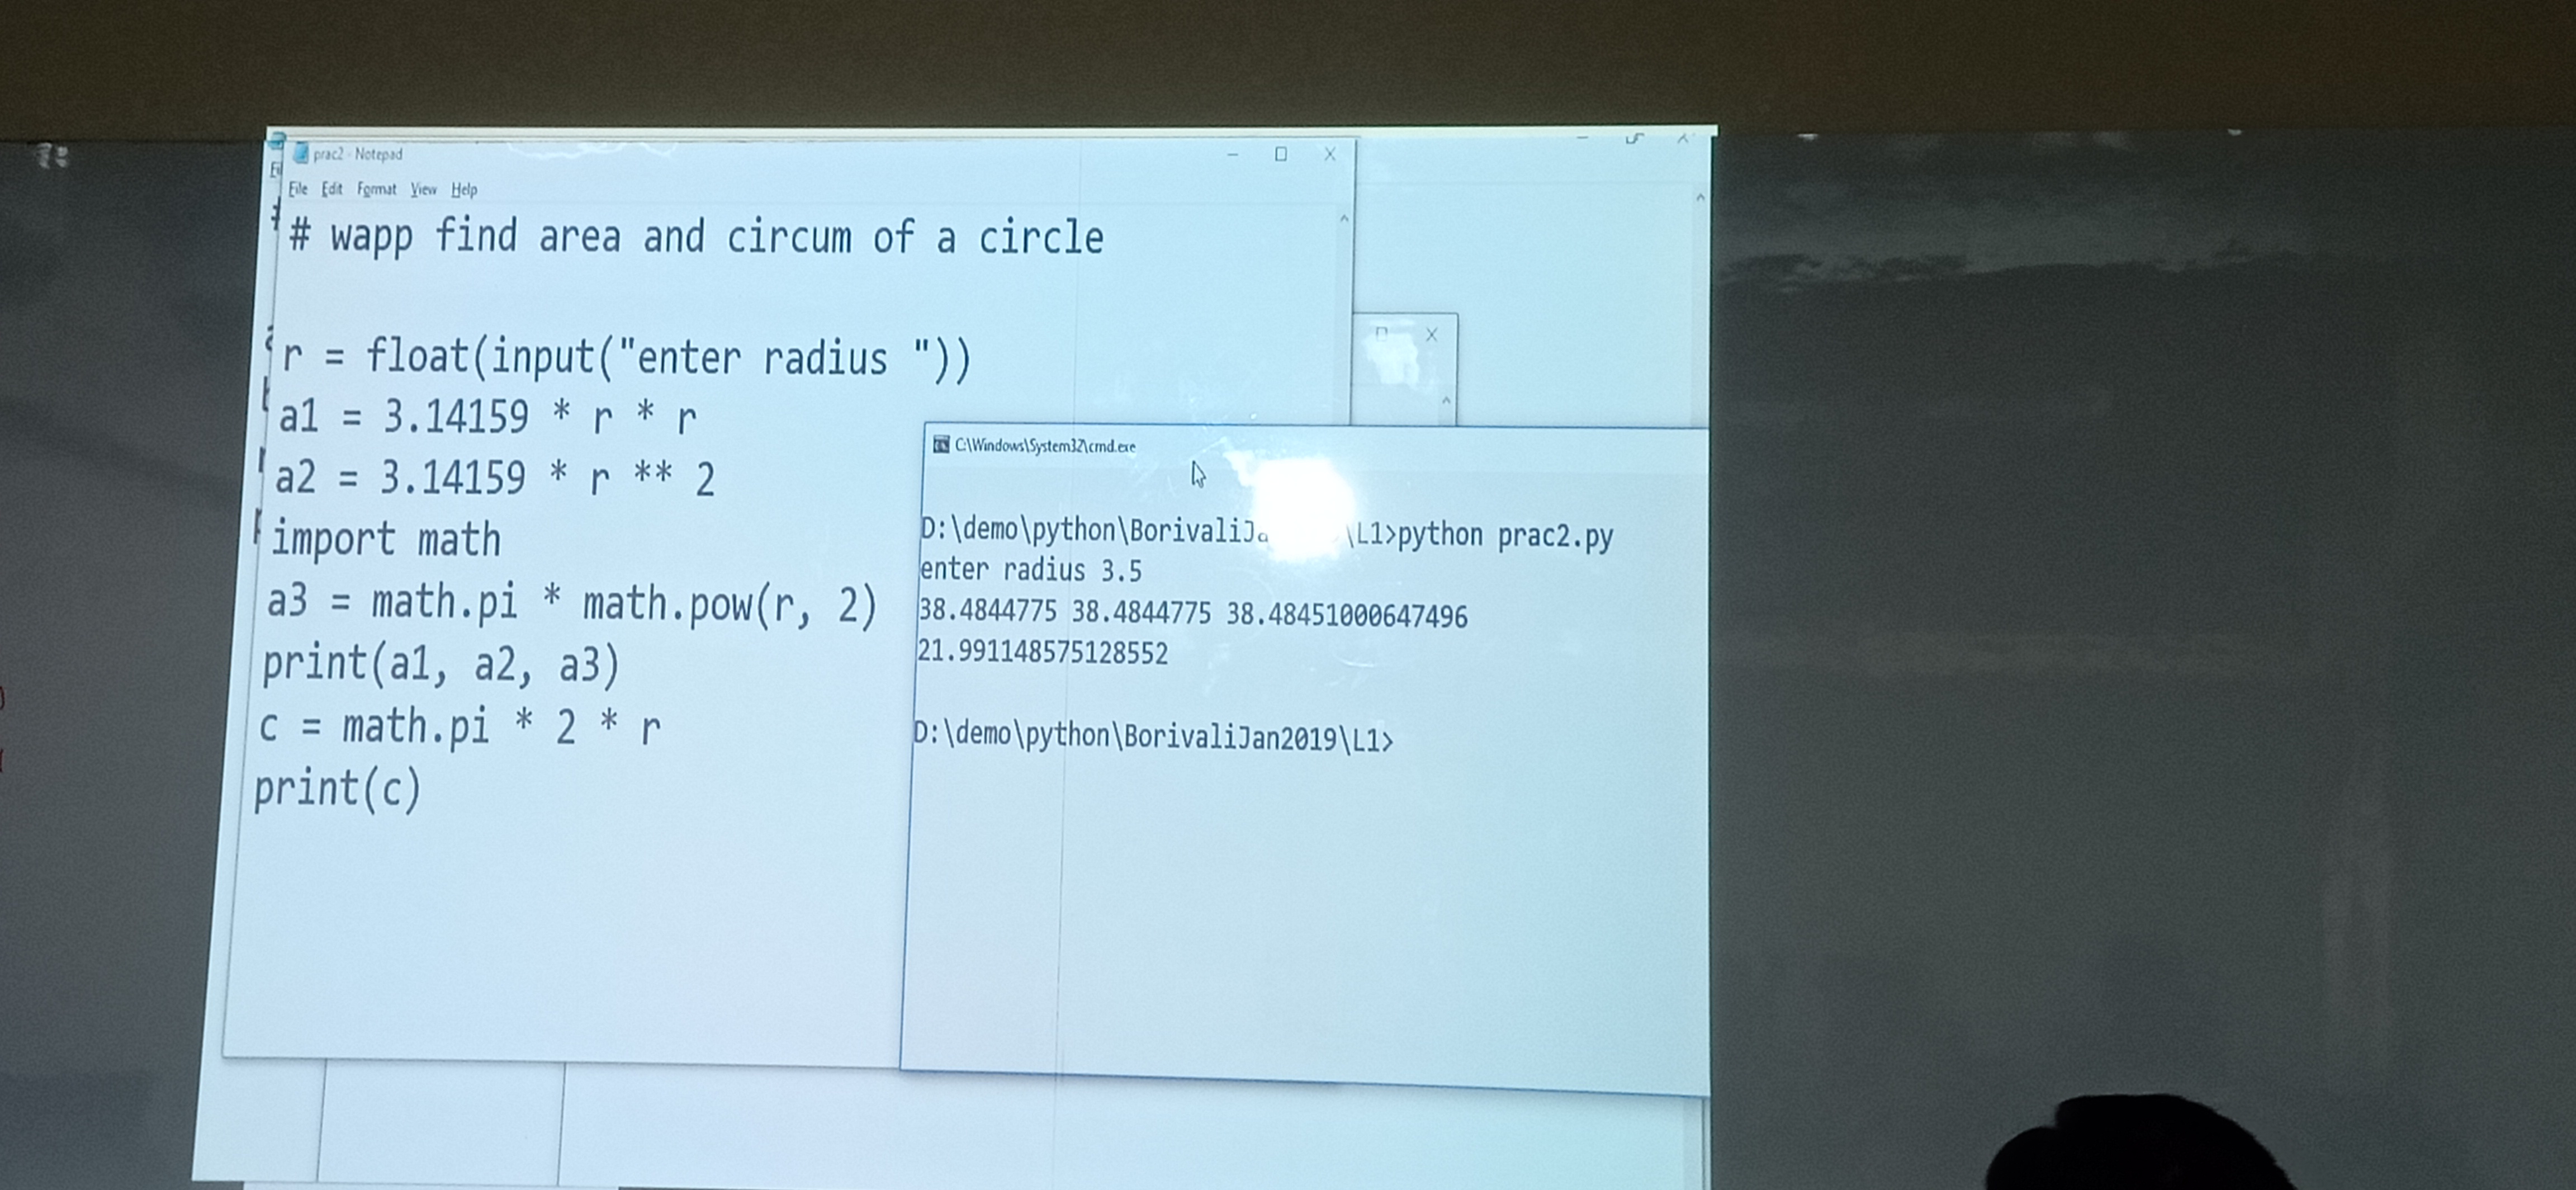 prac2 - Notepad
File Edit Format View Help
# wapp find area and circum of a circle
r = float(input("enter radius "))
a1 = 3.14159 * r * r
a2 = 3.14159 * r ** 2
import math
a3 = math.pi * math.pow(r, 2)
print(a1, a2, a3)
c = math.pi * 2 * r
print(c)
C:\Windows\System32\cmd.exe
D:\demo\python\BorivaliJa \L1>python prac2.py
enter radius 3.5
38.4844775 38.4844775 38.48451000647496
21.991148575128552
D:\demo\python\BorivaliJan2019\L1>